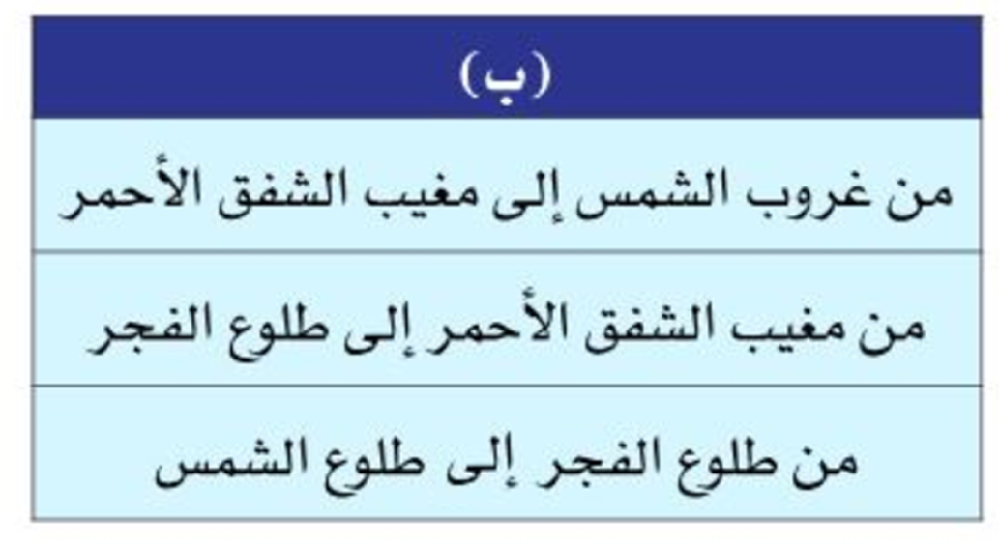 (ب)
من غروب الشمس إلى مغيب الشفق الأحمر
من مغيب الشفق الأحمر إلى طلوع الفجر
من طلوع الفجر إلى طلوع الشمس